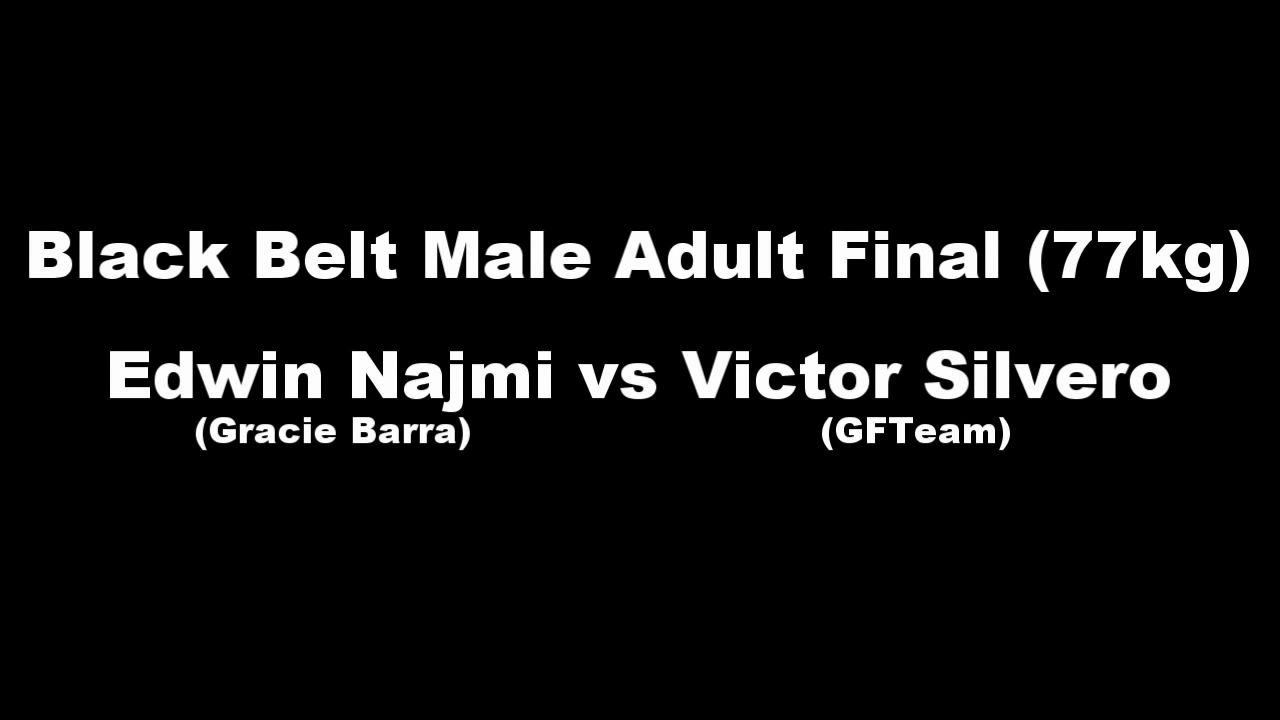 Black Belt Male Adult Final (77kg)
Edwin Najmi vs Victor Silvero
(Gracie Barra) (GFTeam)